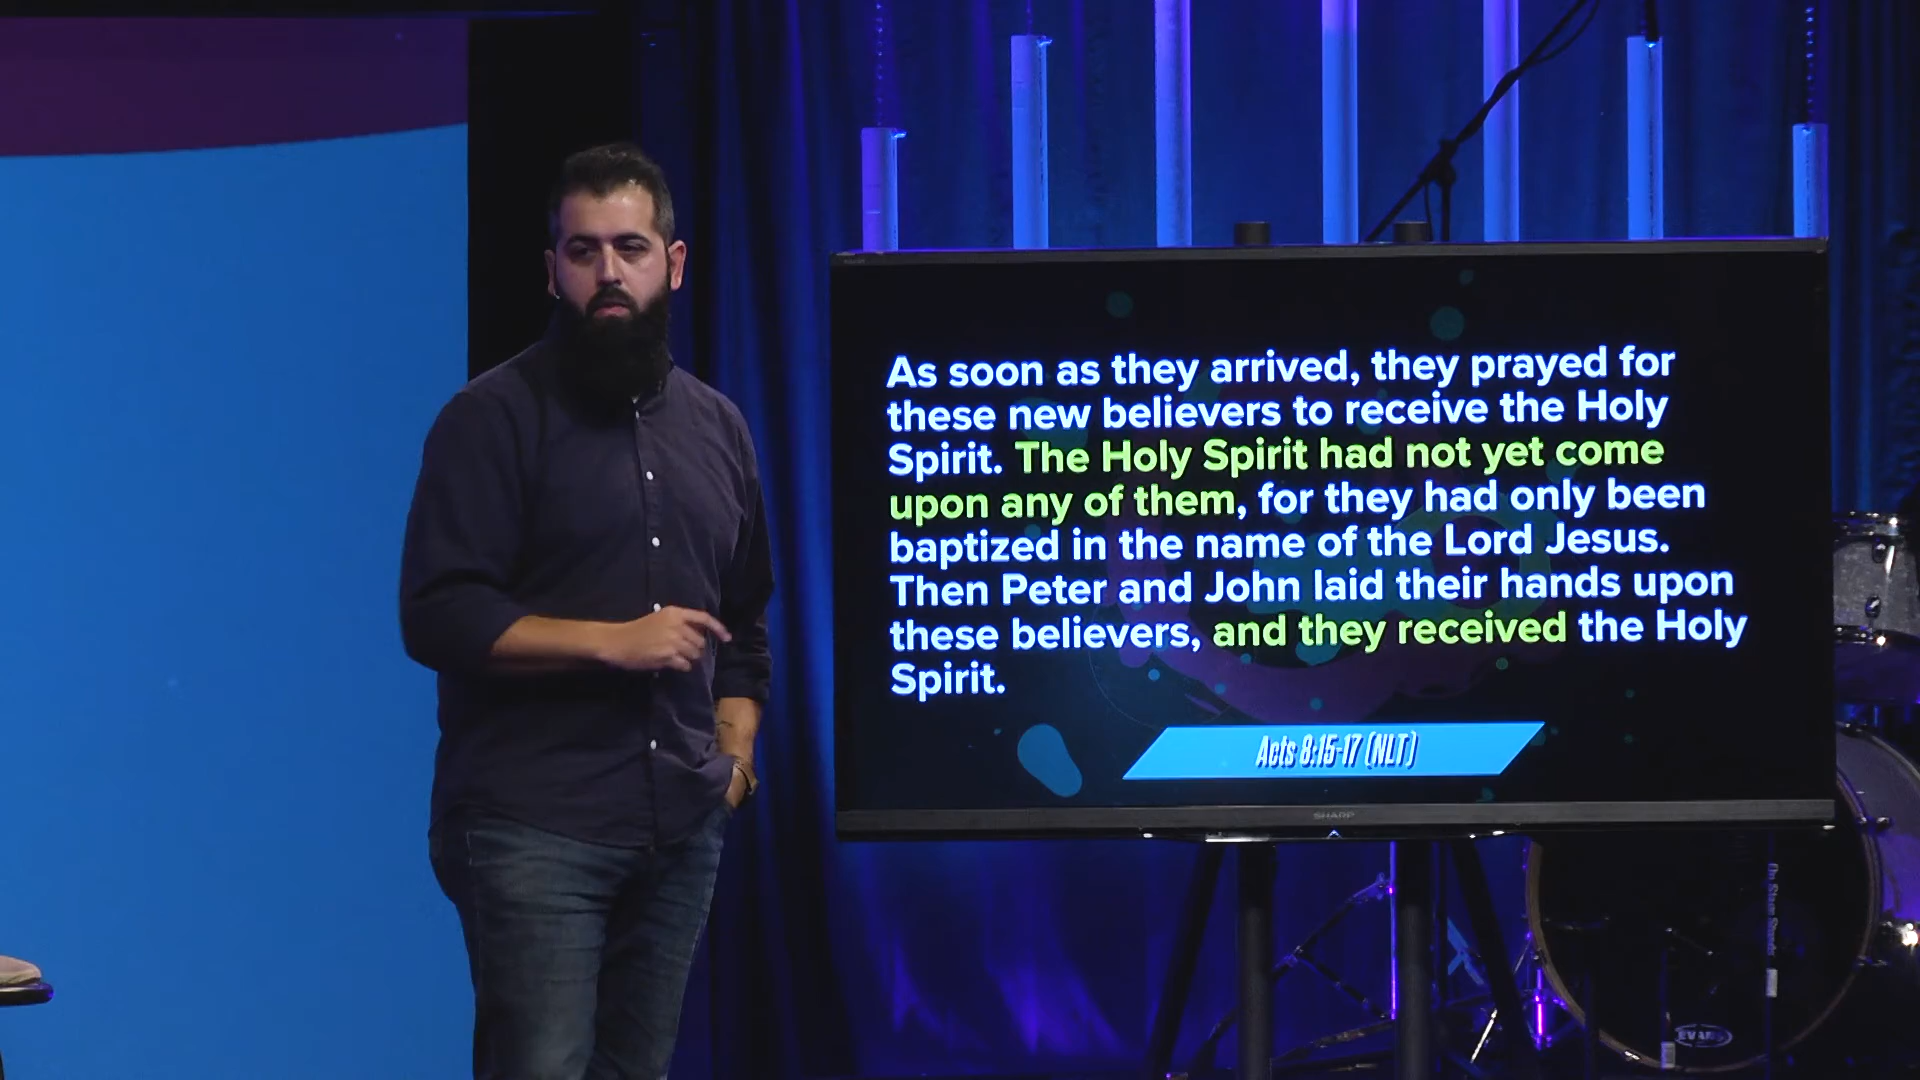 As soon as they arrived, they prayed for
these new believers to receive the Holy
Spirit. The Holy Spirit had not yet come
upon any of them, for they had only been
baptized in the name of the Lord Jesus.
Then Peter and John laid their hands upon
these believers, and they received the Holy
Spirit.
Acts 8:15-17 (NLT)
SHARP
EVANS